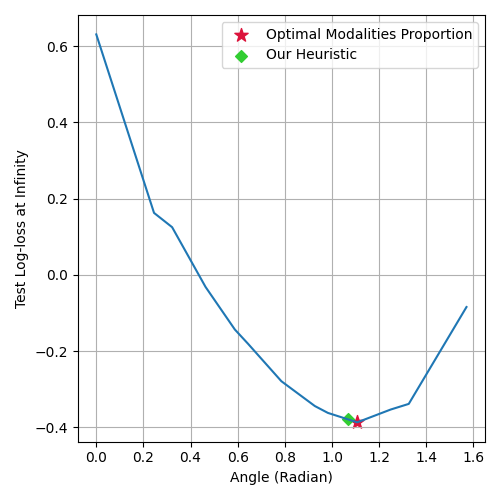 Optimal Modalities Proportion
Our Heuristic
0.6
0.4
0.2
0.0
−0.2
−0.4
Test Log-loss at Infinity
0.0 0.2 0.4 0.6 0.8 1.0 1.2 1.4 1.6
Angle (Radian)